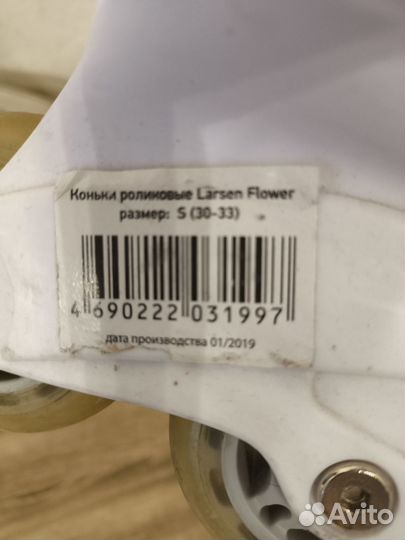 Коньки роликовые Larsen Flower
размер: S (30-33)
4 690222 031997
дата производства 01/2019
Avito